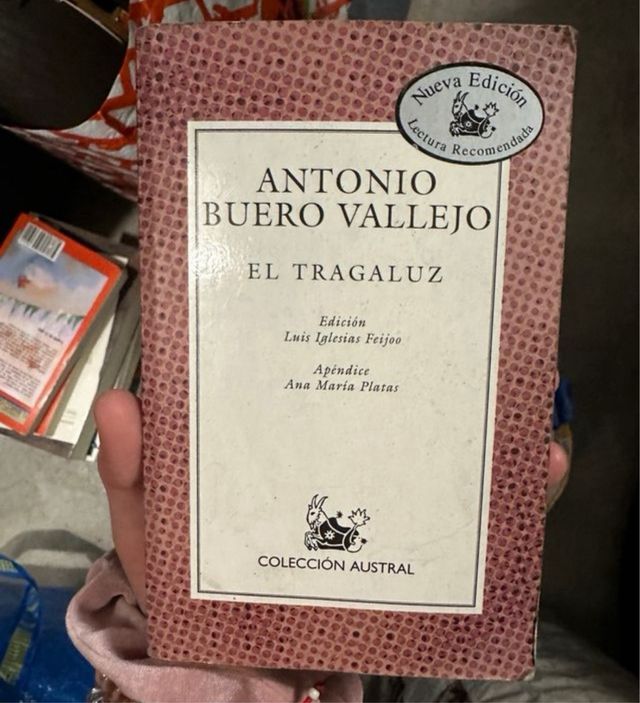 Nueva Edición
Lectura Recomendada
ANTONIO
BUERO VALLEJO
EL TRAGALUZ
Edición
Luis Iglesias Feijoo
Apéndice
Ana María Platas
COLECCIÓN AUSTRAL